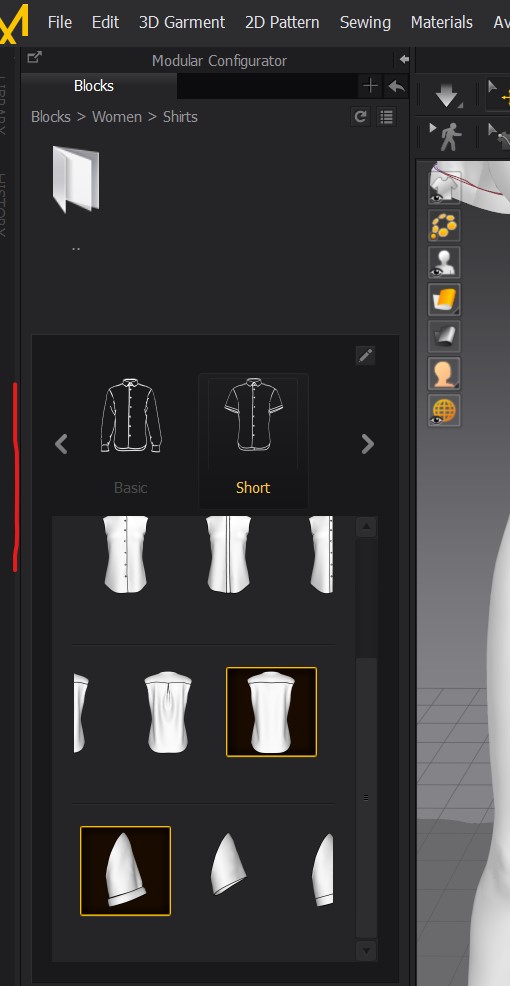 File Edit 3D Garment 2D Pattern Sewing Materials Av
Modular Configurator
Blocks
Blocks > Women > Shirts
LIBRARY
HISTORY
..
Basic
Short